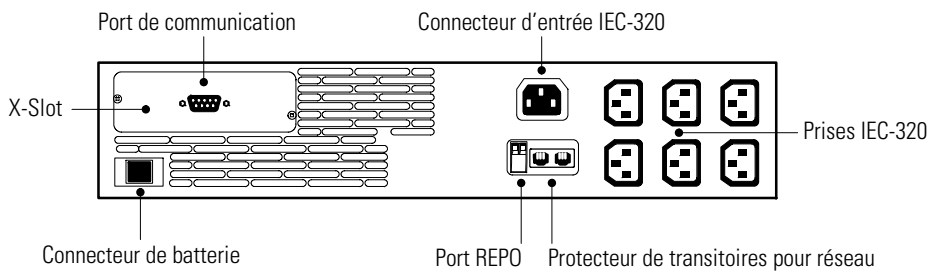 Port de communication
Connecteur d'entrée IEC-320
X-Slot
Prises IEC-320
Connecteur de batterie
Port REPO
Protecteur de transitoires pour réseau